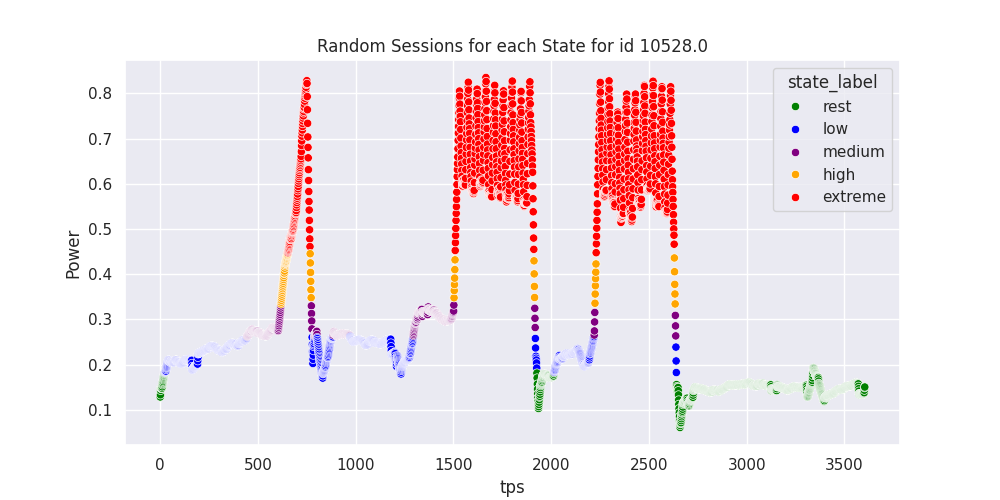 Random Sessions for each State for id 10528.0
state_label
rest
low
medium
high
extreme
Power
0.8
0.7
0.6
0.5
0.4
0.3
0.2
0.1
0 500 1000 1500 2000 2500 3000 3500
tps